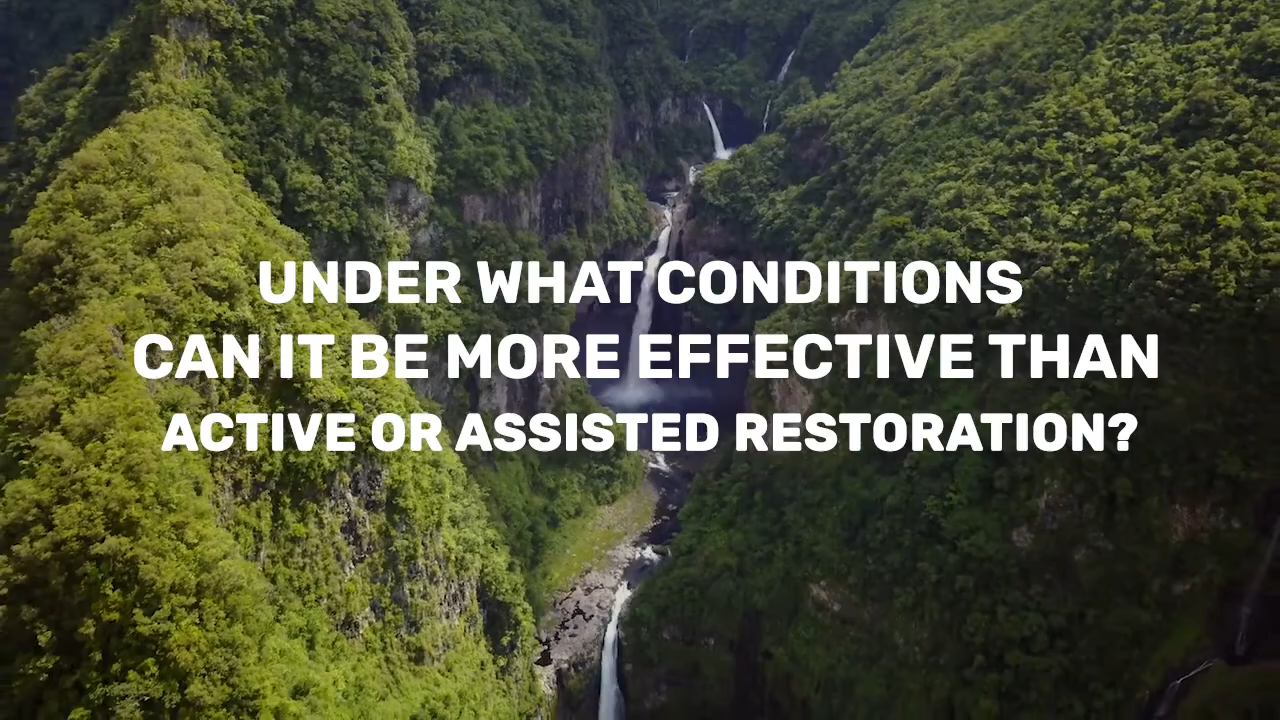 UNDER WHAT CONDITIONS
CAN IT BE MORE EFFECTIVE THAN
ACTIVE OR ASSISTED RESTORATION?